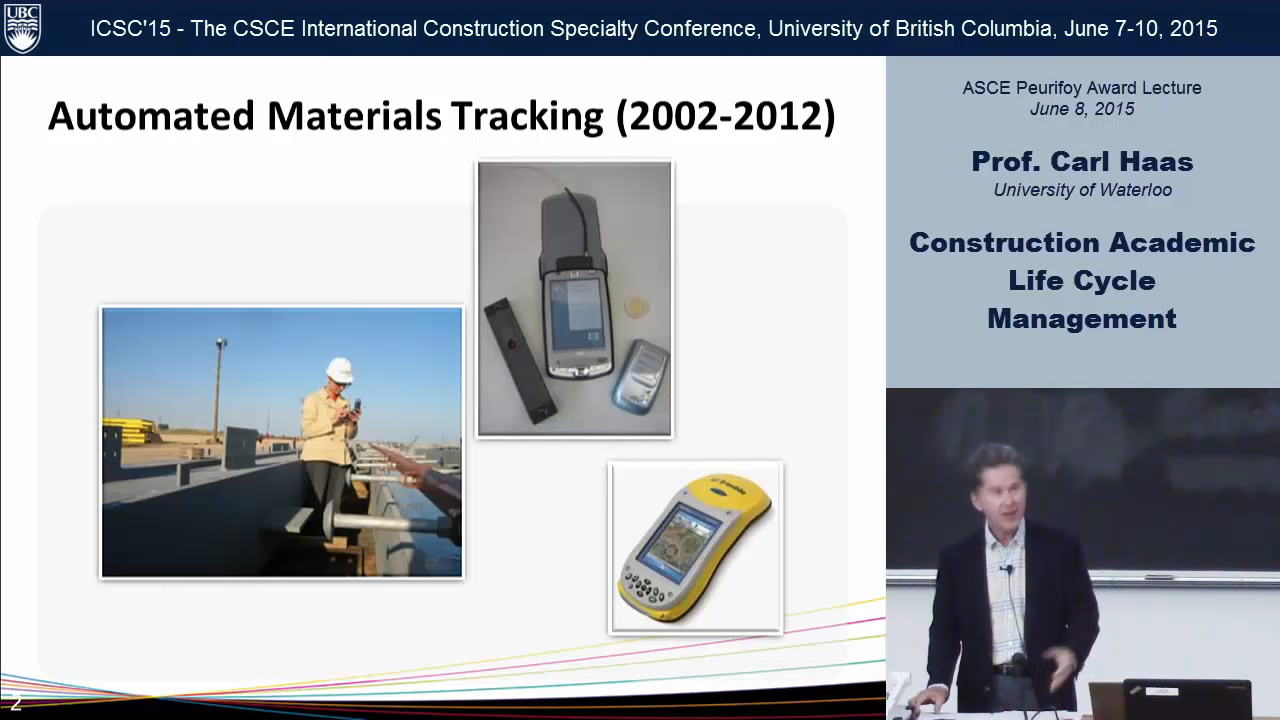 UBC
ICSC'15 - The CSCE International Construction Specialty Conference, University of British Columbia, June 7-10, 2015
Automated Materials Tracking (2002-2012)
Trimble
2
ASCE Peurifoy Award Lecture
June 8, 2015
Prof. Carl Haas
University of Waterloo
Construction Academic
Life Cycle
Management